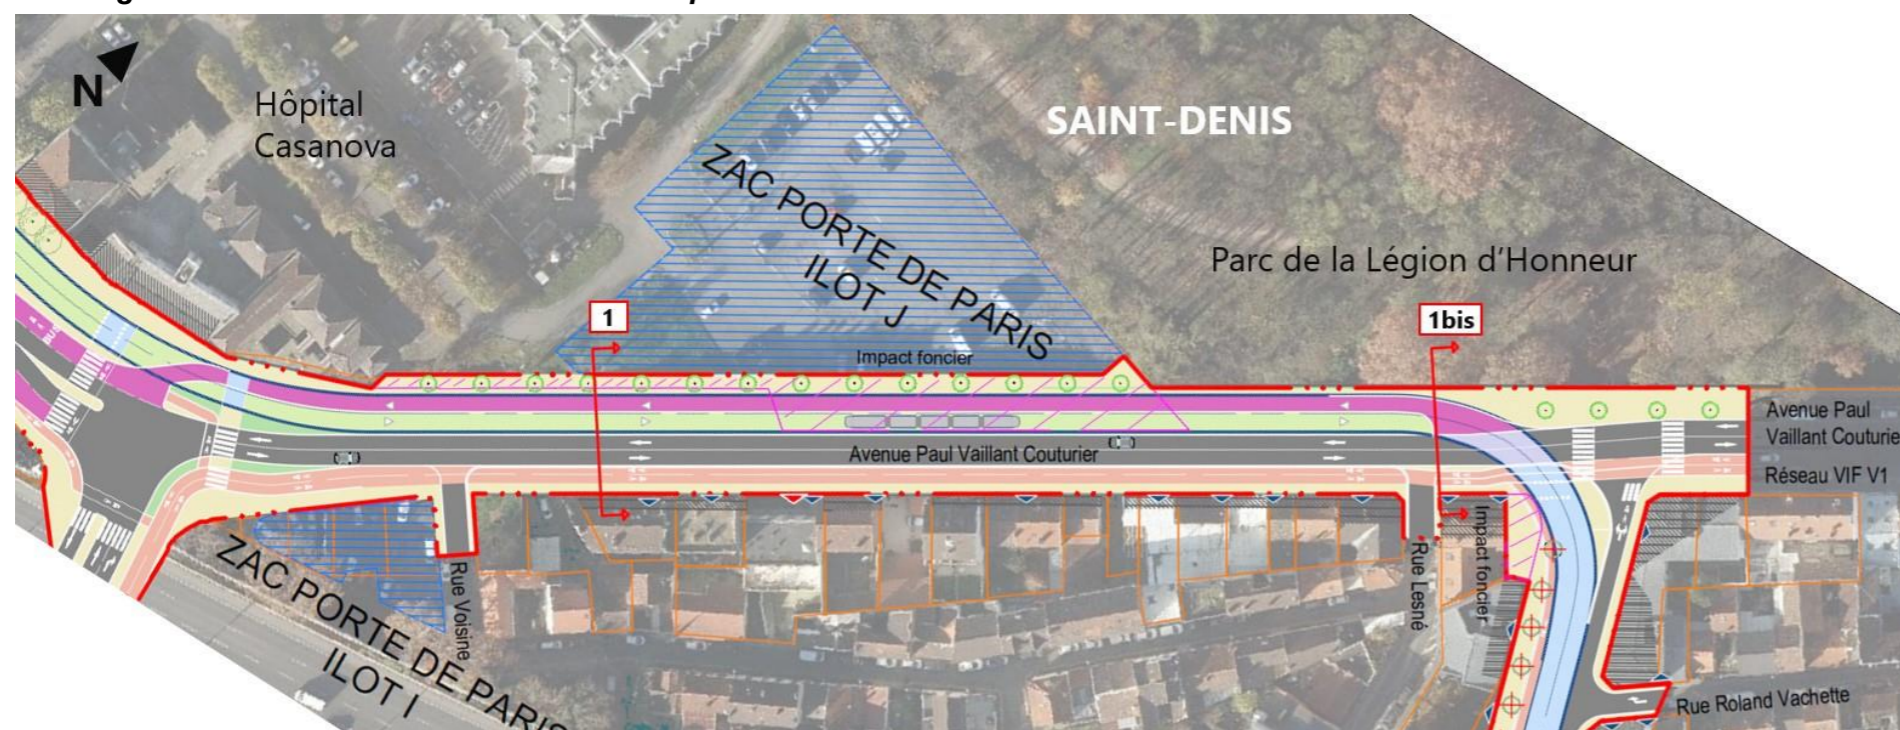 N
Hôpital
Casanova
SAINT-DENIS
ZAC PORTE DE PARIS
ILOT J
Parc de la Légion d'Honneur
1
1bis
Impact foncier
BUS
Avenue Paul
Vaillant Couturie
Avenue Paul Vaillant Couturier
Réseau VIF V1
Impact foncier
Rue Voisine
Rue Lesné
ZAC PORTE DE PARIS
ILOT I
Rue Roland Vachette